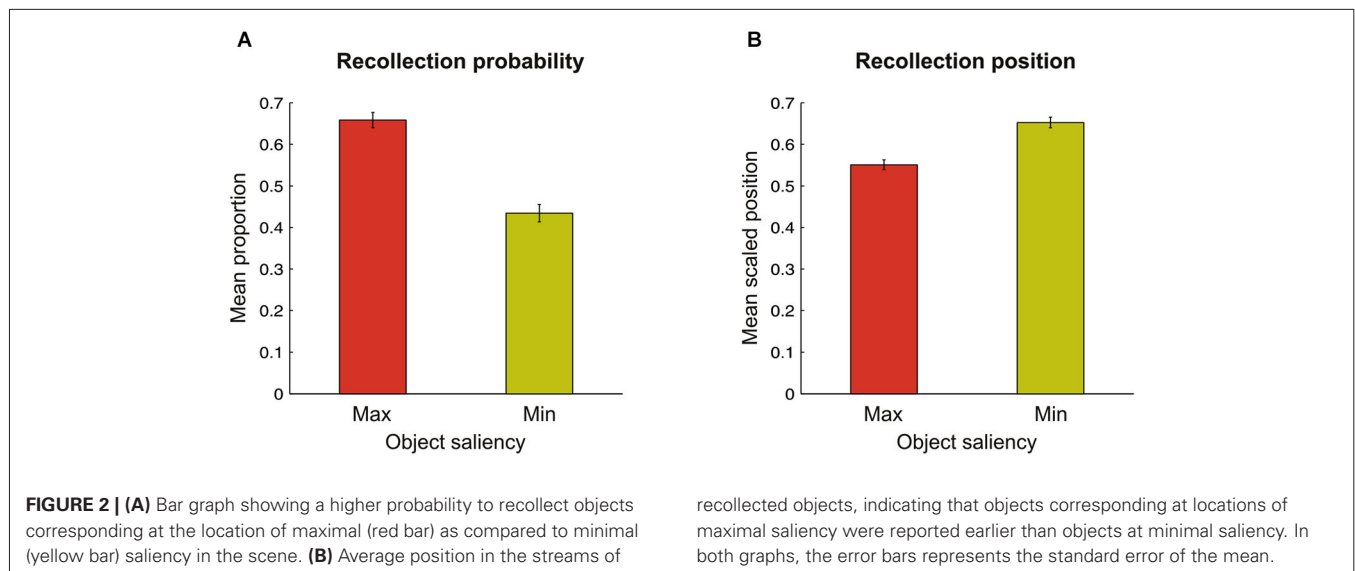 A
Recollection probability
0.7
0.6
0.5
0.4
0.3
0.2
0.1
0
Mean proportion
Max
Min
Object saliency
B
Recollection position
0.7
0.6
0.5
0.4
0.3
0.2
0.1
0
Mean scaled position
Max
Min
Object saliency
FIGURE 2 | (A) Bar graph showing a higher probability to recollect objects
corresponding at the location of maximal (red bar) as compared to minimal
(yellow bar) saliency in the scene. (B) Average position in the streams of
recollected objects, indicating that objects corresponding at locations of
maximal saliency were reported earlier than objects at minimal saliency. In
both graphs, the error bars represents the standard error of the mean.